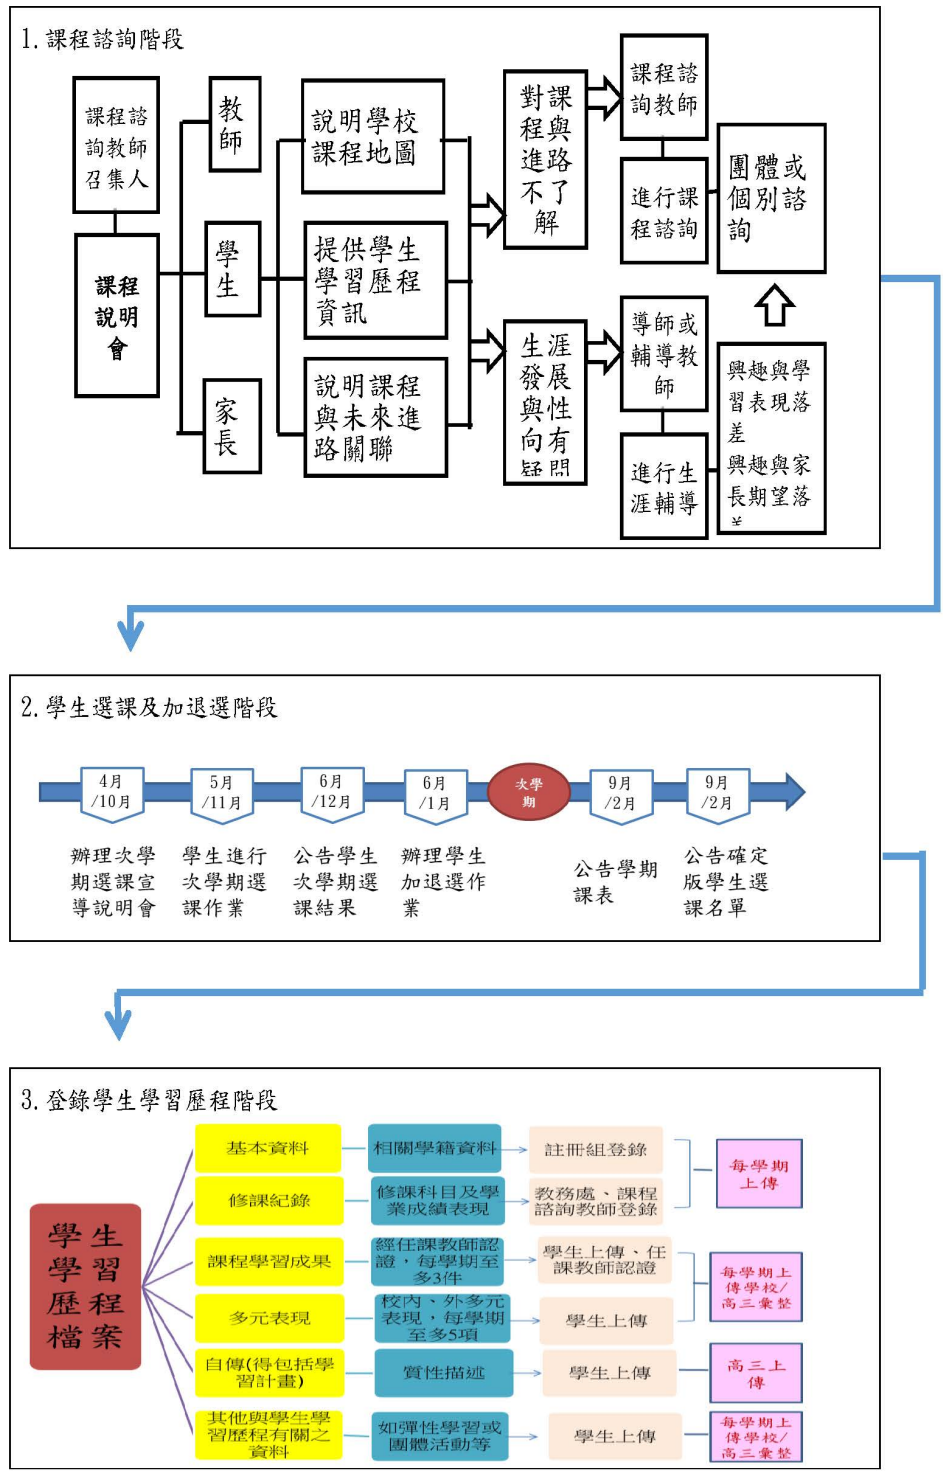 1.課程諮詢階段
課程諮
詢教師
召集人
課程
說明
會
教
師
學
生
家
長
說明學校
課程地圖
提供學生
學習歷程
資訊
說明課程
與未來進
路關聯
對課
程與
進路
不了
解
生涯
發展
與性
向有
疑問
課程諮
詢教師
進行課
程諮詢
團體或
個別諮
詢
導師或
輔導教
師
進行生
涯輔導
興趣與學
習表現落
差
興趣與家
長期望落
2.學生選課及加退選階段
4月
/10月
5月
/11月
6月
/12月
6月
/1月
次學
期
9月
/2月
9月
/2月
辦理次學
期選課宣
導說明會
學生進行
次學期選
課作業
公告學生
次學期選
課結果
辦理學生
加退選作
業
公告學期
課表
公告確定
版學生選
課名單
3.登錄學生學習歷程階段
學生
學習
歷程
檔案
基本資料
相關學籍資料
註冊組登錄
每學期
上傳
修課紀錄
修課科目及學
業成績表現
教務處、課程
諮詢教師登錄
課程學習成果
經任課教師認
證，每學期至
多3件
學生上傳、任
課教師認證
每學期上
傳學校/
高三彙整
多元表現
校內、外多元
表現，每學期
至多5項
學生上傳
自傳(得包括學
習計畫)
質性描述
學生上傳
高三上
傳
其他與學生學
習歷程有關之
資料
如彈性學習或
團體活動等
學生上傳
每學期上
傳學校/
高三彙整